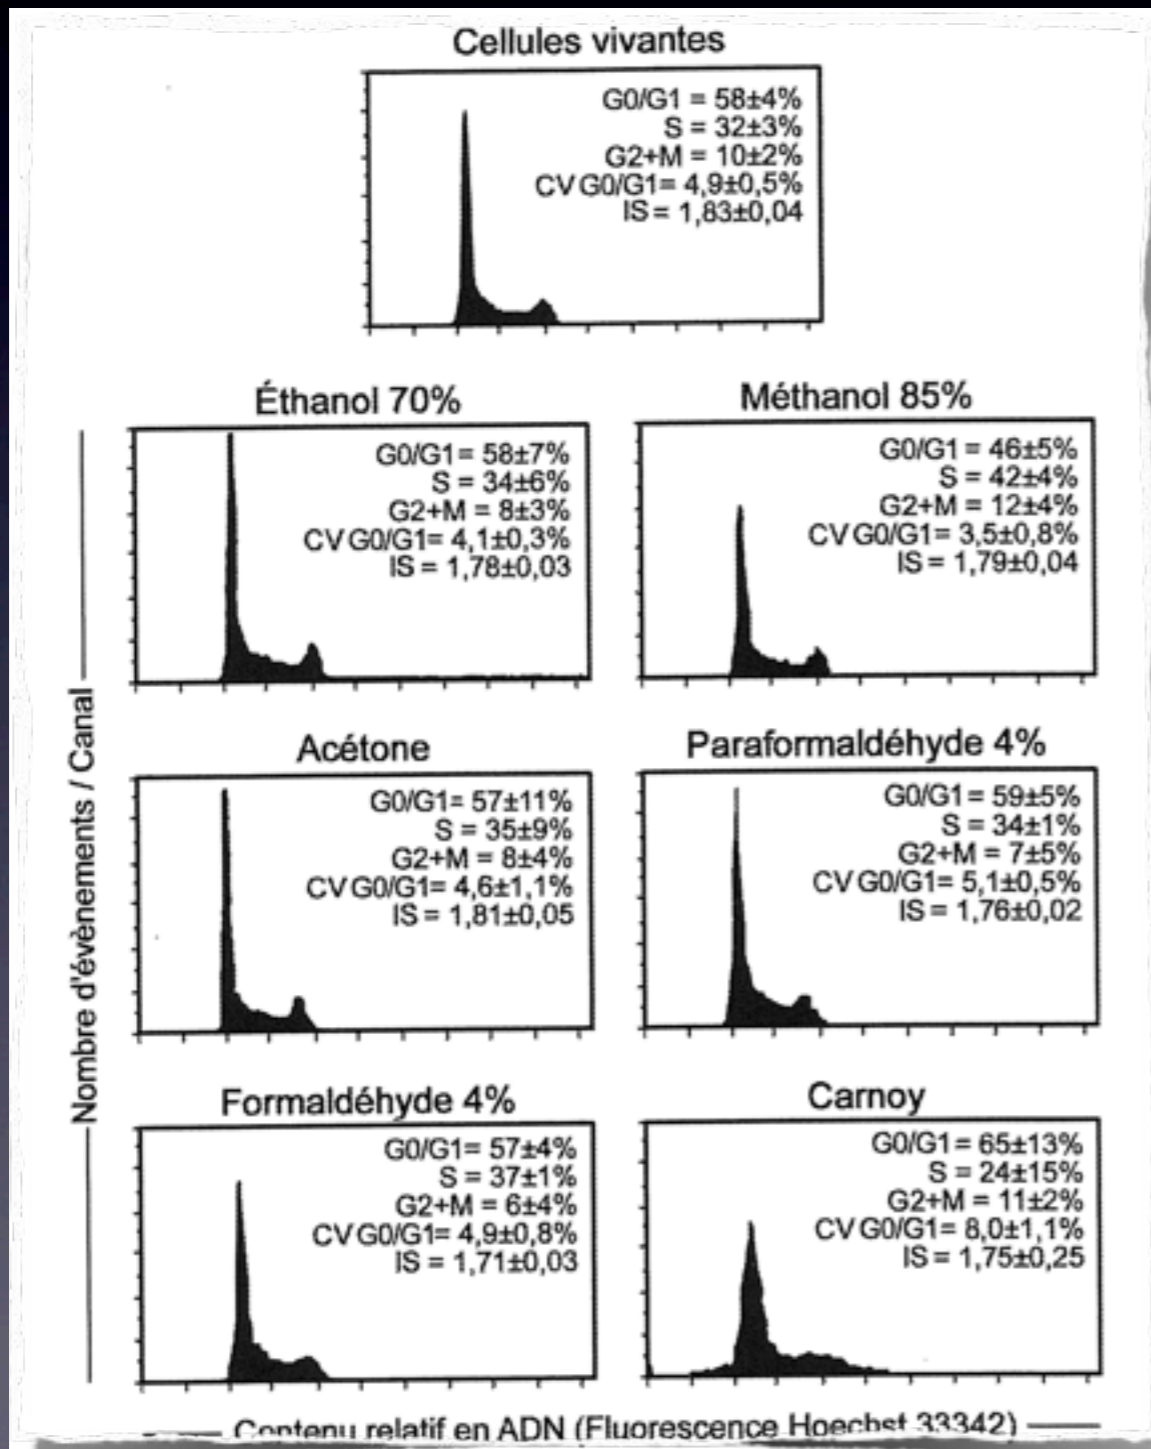 Cellules vivantes
G0/G1 = 58±4%
S = 32±3%
G2+M = 10±2%
CV G0/G1= 4,9±0,5%
IS = 1,83±0,04
Éthanol 70%
G0/G1= 58±7%
S = 34±6%
G2+M = 8±3%
CV G0/G1= 4,1±0,3%
IS = 1,78±0,03
Méthanol 85%
G0/G1 = 46±5%
S = 42±4%
G2+M = 12±4%
CV G0/G1= 3,5±0,8%
IS = 1,79±0,04
Acétone
G0/G1= 57±11%
S = 35±9%
G2+M = 8±4%
CV G0/G1= 4,6±1,1%
IS = 1,81±0,05
Paraformaldéhyde 4%
G0/G1 = 59±5%
S = 34±1%
G2+M = 7±5%
CV G0/G1= 5,1±0,5%
IS = 1,76±0,02
Formaldéhyde 4%
G0/G1= 57±4%
S = 37±1%
G2+M = 6±4%
CV G0/G1= 4,9±0,8%
IS = 1,71±0,03
Carnoy
G0/G1 = 65±13%
S = 24±15%
G2+M = 11±2%
CV G0/G1= 8,0±1,1%
IS = 1,75±0,25
Nombre d'évènements / Canal
Contenu relatif en ADN (Fluorescence Hoechst 33342)